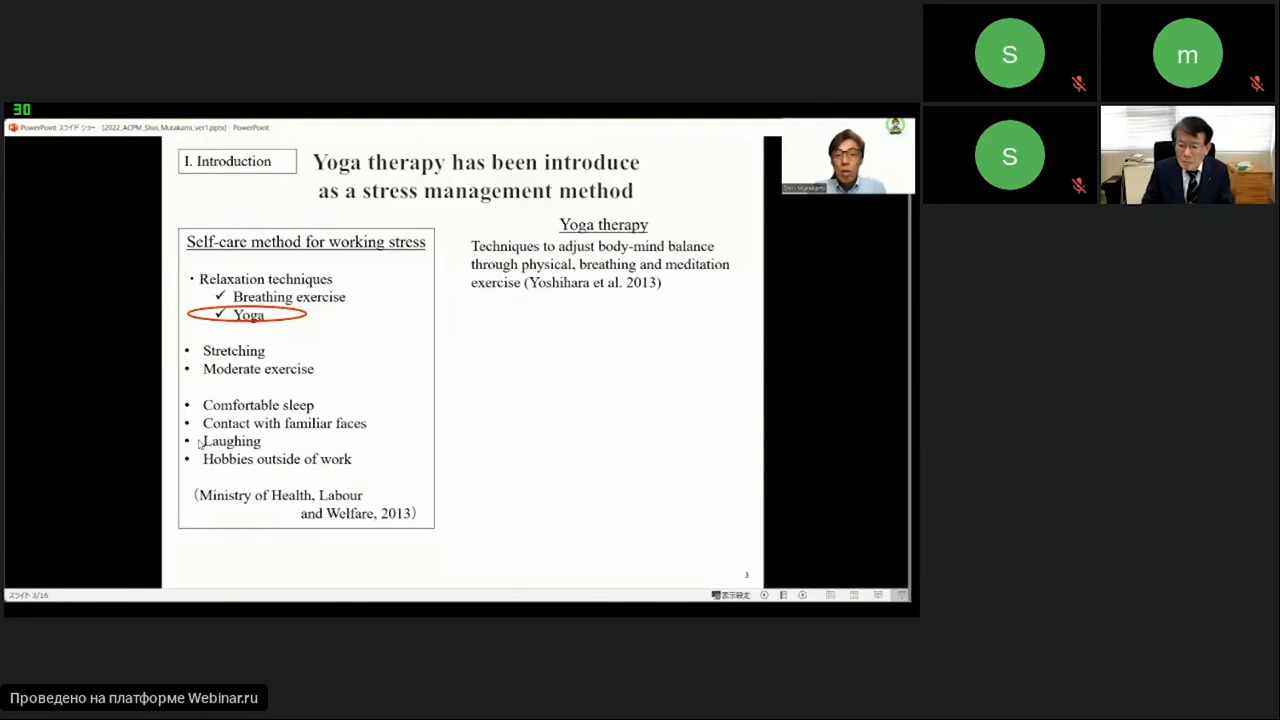 S
m
S
30
PowerPoint スライド ショー - [2022_ACPM_Shin_Murakami_ver1.pptx] - PowerPoint
Shin Murakami
I. Introduction
Yoga therapy has been introduce
as a stress management method
Self-care method for working stress
・Relaxation techniques
✓ Breathing exercise
✓ Yoga
• Stretching
• Moderate exercise
• Comfortable sleep
• Contact with familiar faces
• Laughing
• Hobbies outside of work
（Ministry of Health, Labour
and Welfare, 2013）
Yoga therapy
Techniques to adjust body-mind balance
through physical, breathing and meditation
exercise (Yoshihara et al. 2013)
3
スライド 3/16
表示設定
Проведено на платформе Webinar.ru